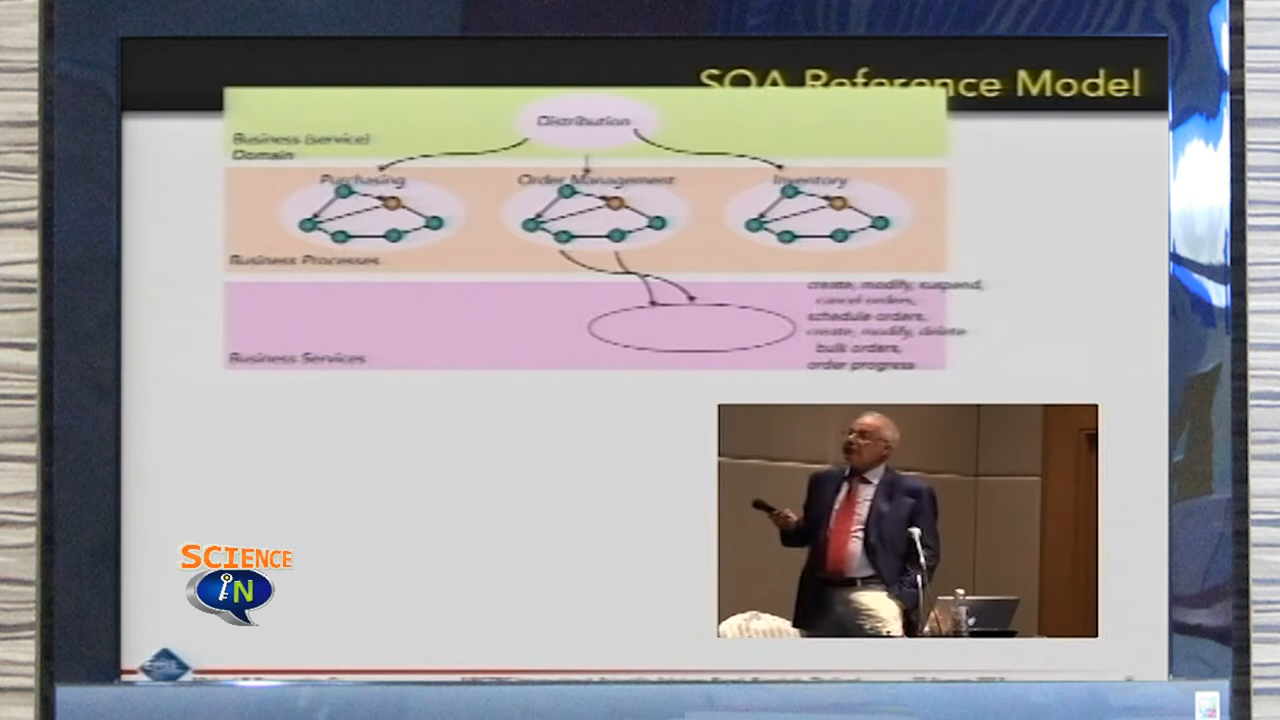 SOA Reference Model
Distribution
Business (service)
Domain
Purchasing
Order Management
Inventory
Business Processes
create, modify, suspend,
cancel orders,
schedule orders,
create, modify, delete
bulk orders,
order progress
Business Services
SCIENCE
iN